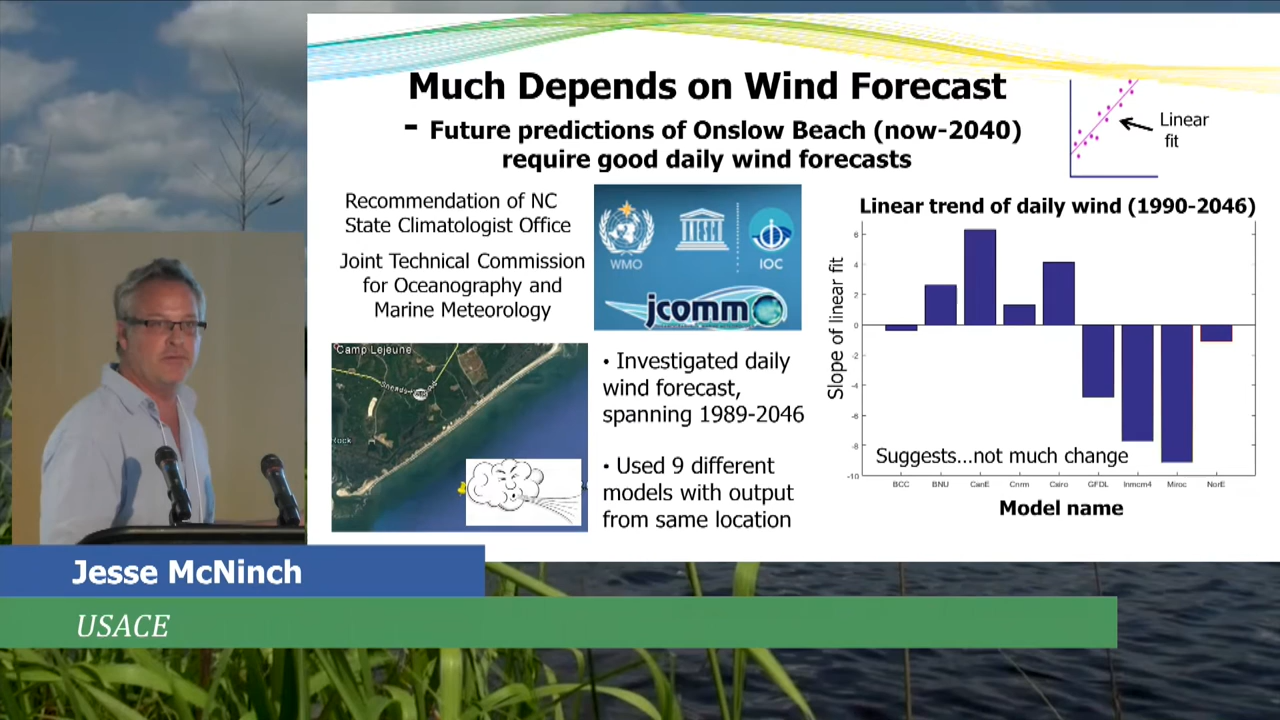 Much Depends on Wind Forecast
- Future predictions of Onslow Beach (now-2040)
require good daily wind forecasts
Linear
fit
Recommendation of NC
State Climatologist Office
Joint Technical Commission
for Oceanography and
Marine Meteorology
WMO
IOC
jcomm
Camp Lejeune
• Investigated daily
wind forecast,
spanning 1989-2046
• Used 9 different
models with output
from same location
Linear trend of daily wind (1990-2046)
Slope of linear fit
6
4
2
0
-2
-4
-6
-8
-10
Suggests...not much change
BCC BNU CanE Cnrm Csiro GFDL Inmcm4 Miroc NorE
Model name
Jesse McNinch
USACE